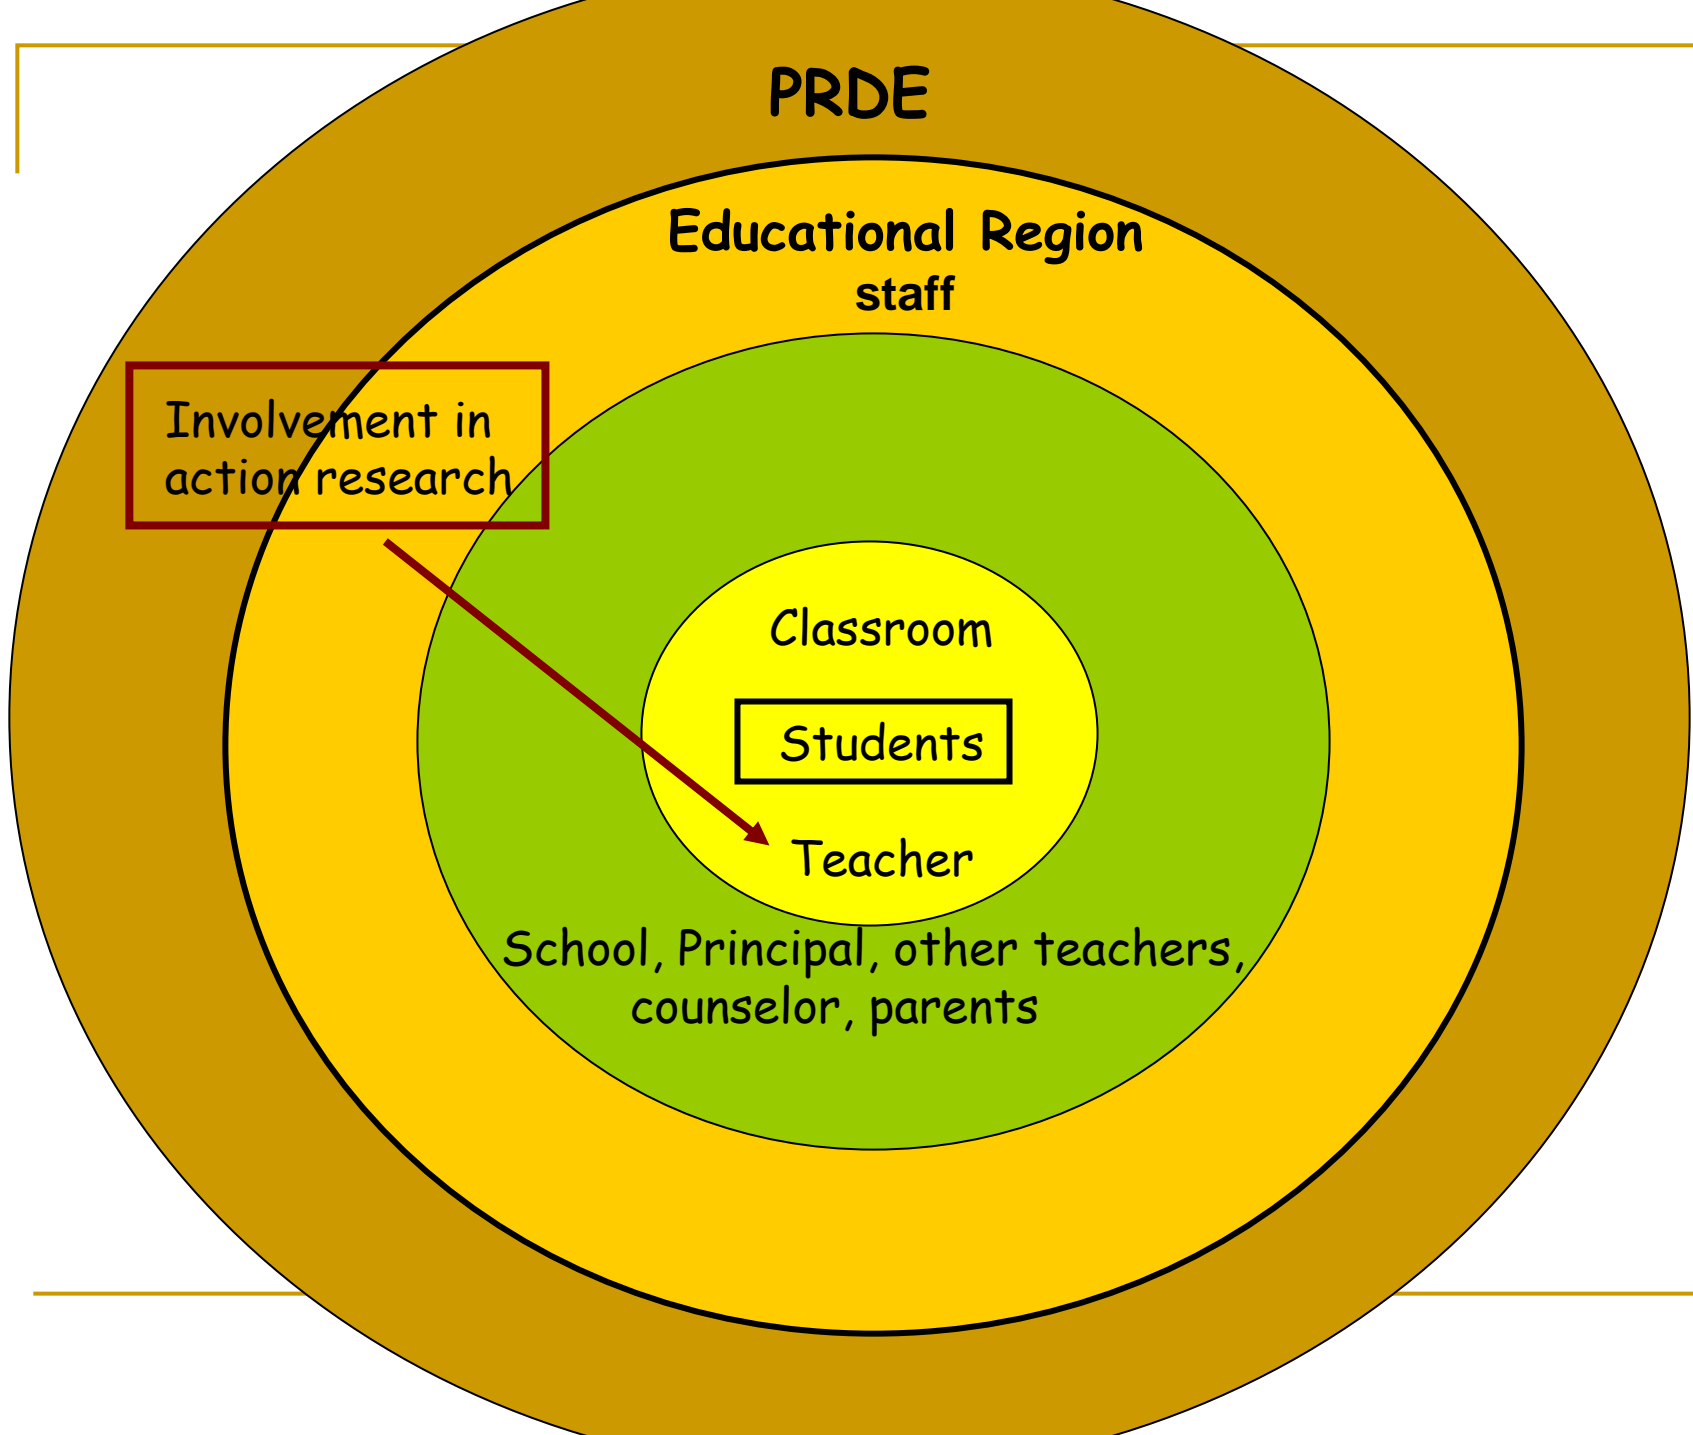 PRDE
Educational Region
staff
Involvement in
action research
Classroom
Students
Teacher
School, Principal, other teachers,
counselor, parents